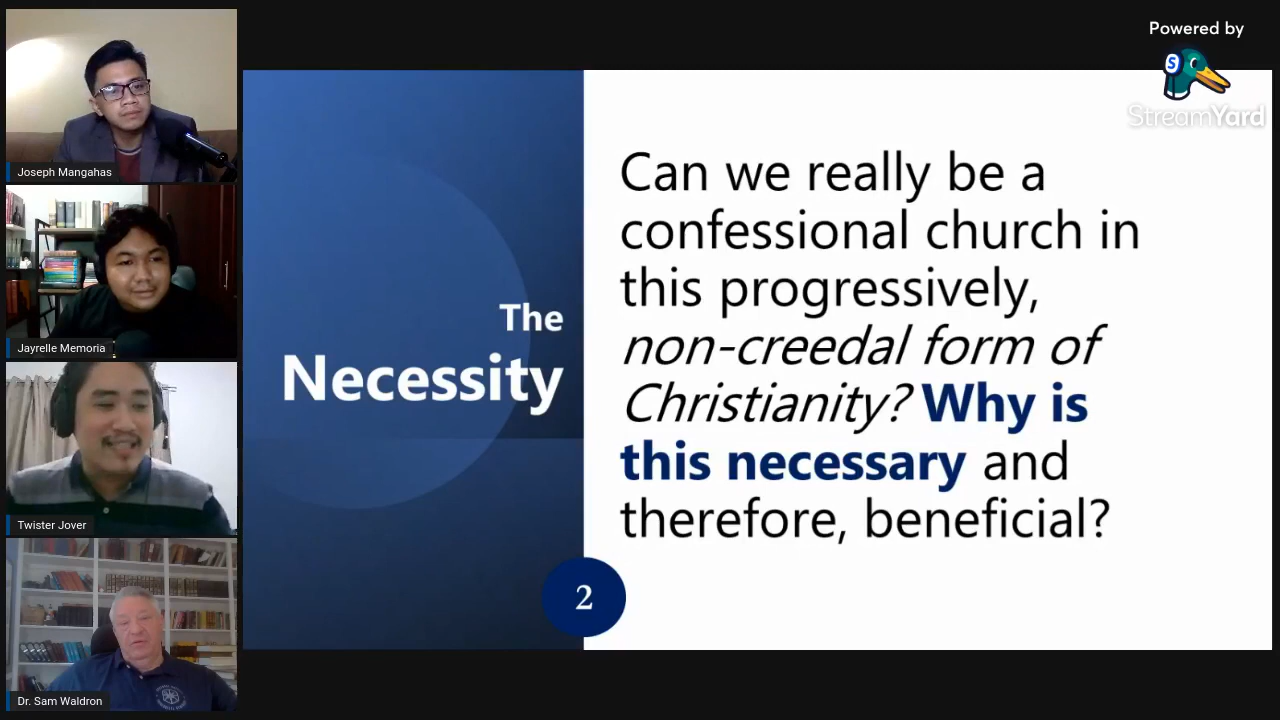 Powered by
StreamYard
Joseph Mangahas
Jayrelle Memoria
Twister Jover
Dr. Sam Waldron
The
Necessity
Can we really be a
confessional church in
this progressively,
non-creedal form of
Christianity? Why is
this necessary and
therefore, beneficial?
2